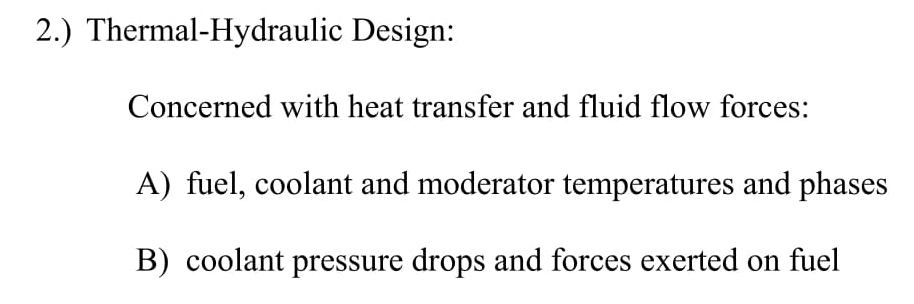 2.) Thermal-Hydraulic Design:
Concerned with heat transfer and fluid flow forces:
A) fuel, coolant and moderator temperatures and phases
B) coolant pressure drops and forces exerted on fuel